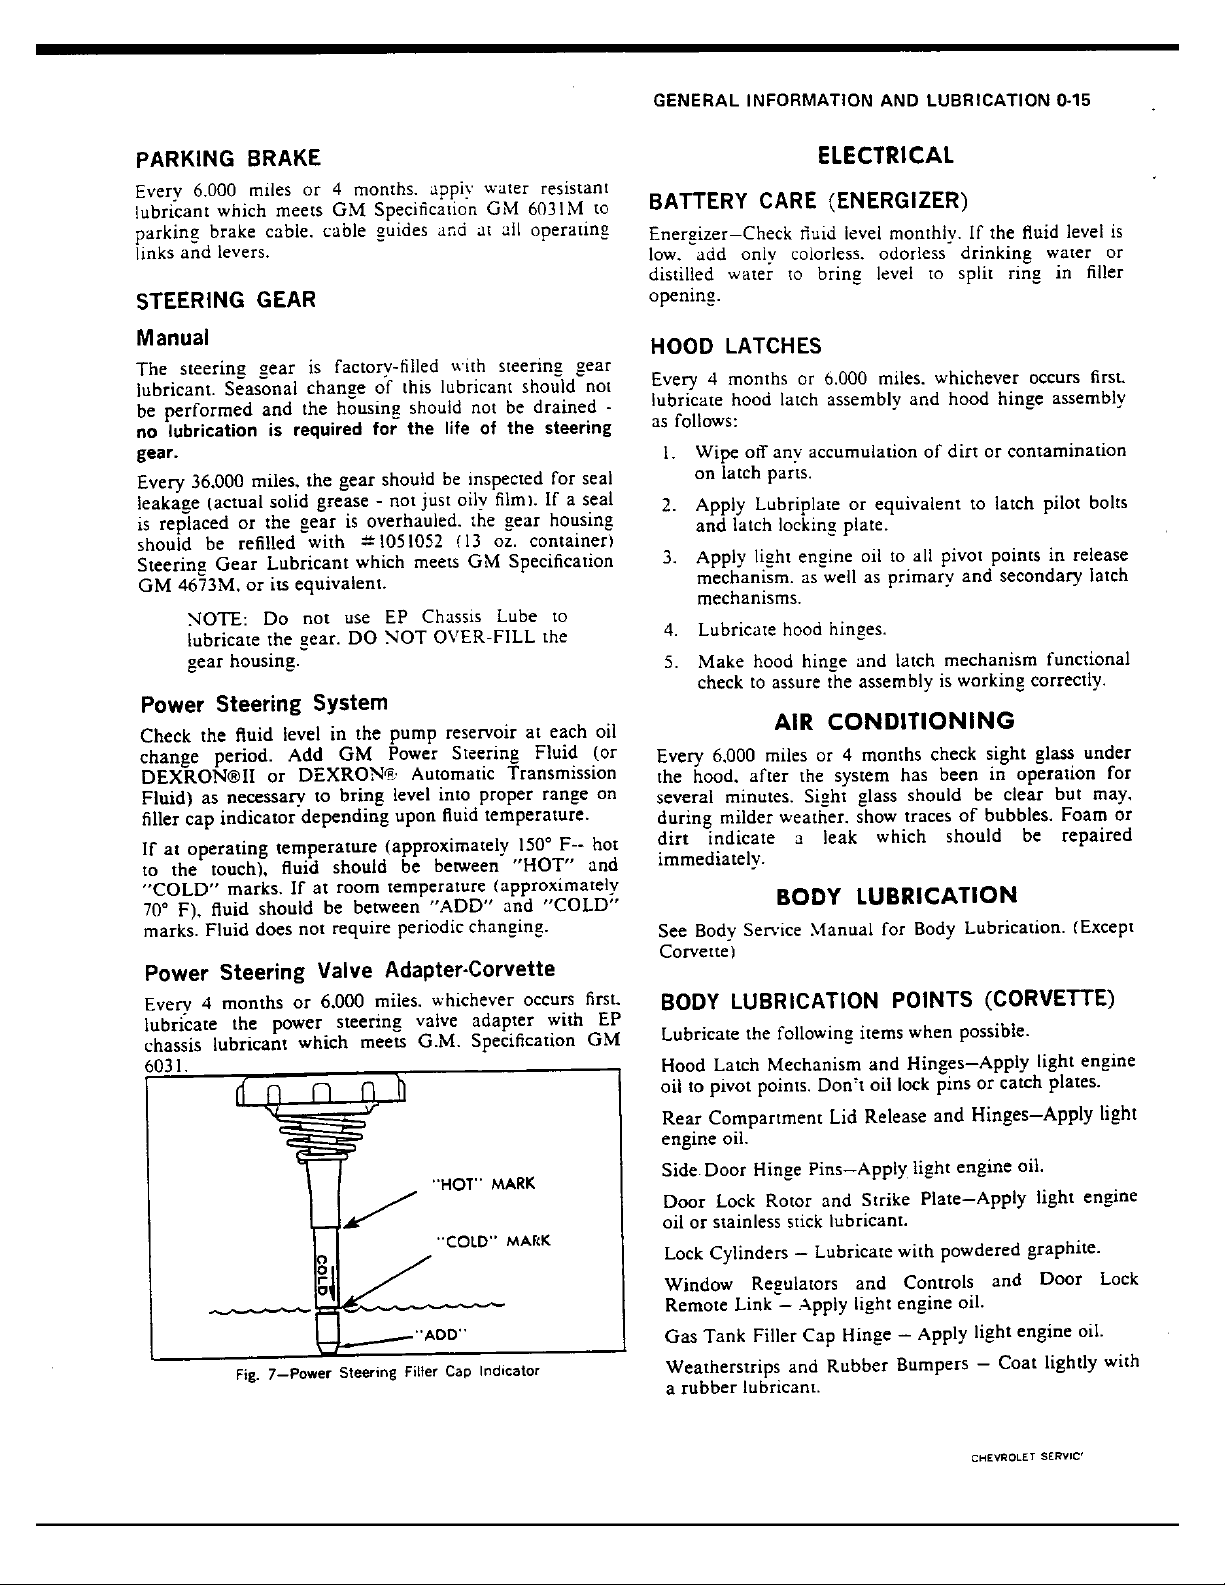 GENERAL INFORMATION AND LUBRICATION 0-15
PARKING BRAKE
Every 6,000 miles or 4 months, apply water resistant
lubricant which meets GM Specification GM 6031M to
parking brake cable, cable guides and at all operating
links and levers.
STEERING GEAR
Manual
The steering gear is factory-filled with steering gear
lubricant. Seasonal change of this lubricant should not
be performed and the housing should not be drained -
no lubrication is required for the life of the steering
gear.
Every 36,000 miles, the gear should be inspected for seal
leakage (actual solid grease - not just oily film). If a seal
is replaced or the gear is overhauled, the gear housing
should be refilled with #1051052 (13 oz. container)
Steering Gear Lubricant which meets GM Specification
GM 4673M, or its equivalent.
NOTE: Do not use EP Chassis Lube to
lubricate the gear. DO NOT OVER-FILL the
gear housing.
Power Steering System
Check the fluid level in the pump reservoir at each oil
change period. Add GM Power Steering Fluid (or
DEXRON®II or DEXRON® Automatic Transmission
Fluid) as necessary to bring level into proper range on
filler cap indicator depending upon fluid temperature.
If at operating temperature (approximately 150° F-- hot
to the touch), fluid should be between "HOT" and
"COLD" marks. If at room temperature (approximately
70° F), fluid should be between "ADD" and "COLD"
marks. Fluid does not require periodic changing.
Power Steering Valve Adapter-Corvette
Every 4 months or 6,000 miles, whichever occurs first,
lubricate the power steering valve adapter with EP
chassis lubricant which meets G.M. Specification GM
6031.
"HOT" MARK
"COLD" MARK
COLD
"ADD"
Fig. 7—Power Steering Filler Cap Indicator
ELECTRICAL
BATTERY CARE (ENERGIZER)
Energizer—Check fluid level monthly. If the fluid level is
low, add only colorless, odorless drinking water or
distilled water to bring level to split ring in filler
opening.
HOOD LATCHES
Every 4 months or 6,000 miles, whichever occurs first,
lubricate hood latch assembly and hood hinge assembly
as follows:
1. Wipe off any accumulation of dirt or contamination
on latch parts.
2. Apply Lubriplate or equivalent to latch pilot bolts
and latch locking plate.
3. Apply light engine oil to all pivot points in release
mechanism, as well as primary and secondary latch
mechanisms.
4. Lubricate hood hinges.
5. Make hood hinge and latch mechanism functional
check to assure the assembly is working correctly.
AIR CONDITIONING
Every 6,000 miles or 4 months check sight glass under
the hood, after the system has been in operation for
several minutes. Sight glass should be clear but may,
during milder weather, show traces of bubbles. Foam or
dirt indicate a leak which should be repaired
immediately.
BODY LUBRICATION
See Body Service Manual for Body Lubrication. (Except
Corvette)
BODY LUBRICATION POINTS (CORVETTE)
Lubricate the following items when possible.
Hood Latch Mechanism and Hinges—Apply light engine
oil to pivot points. Don't oil lock pins or catch plates.
Rear Compartment Lid Release and Hinges—Apply light
engine oil.
Side Door Hinge Pins—Apply light engine oil.
Door Lock Rotor and Strike Plate—Apply light engine
oil or stainless stick lubricant.
Lock Cylinders – Lubricate with powdered graphite.
Window Regulators and Controls and Door Lock
Remote Link – Apply light engine oil.
Gas Tank Filler Cap Hinge – Apply light engine oil.
Weatherstrips and Rubber Bumpers – Coat lightly with
a rubber lubricant.
CHEVROLET SERVIC'